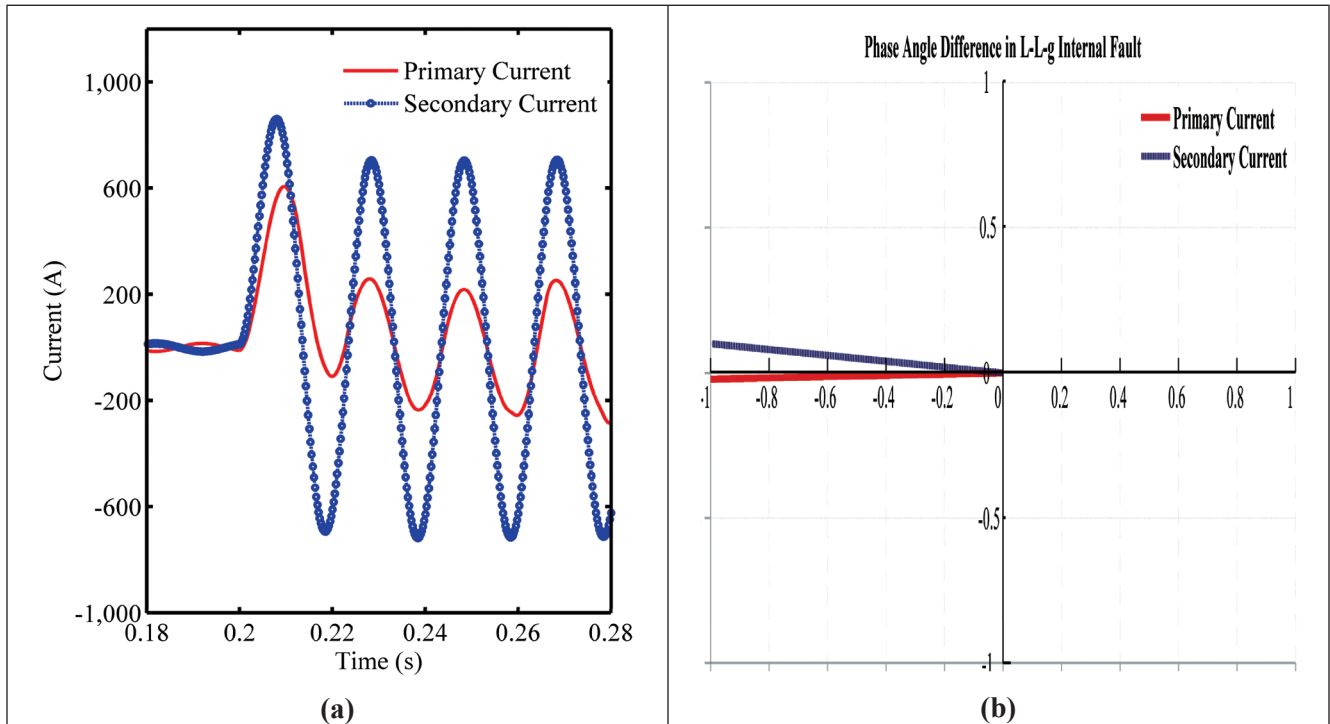 Primary Current
Secondary Current
1,000
600
200
-200
-600
-1,000
Current (A)
0.18 0.2 0.22 0.24 0.26 0.28
Time (s)
(a)
Phase Angle Difference in L-L-g Internal Fault
Primary Current
Secondary Current
1
0.5
0
-0.5
-1
-1 -0.8 -0.6 -0.4 -0.2 0 0.2 0.4 0.6 0.8 1
(b)